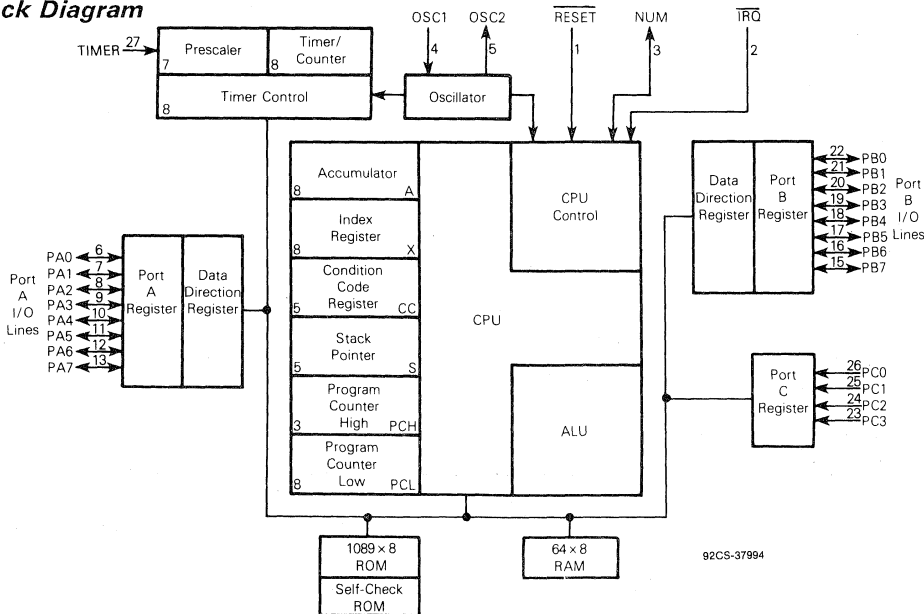 ck Diagram
OSC1 OSC2 RESET NUM IRQ
TIMER 27
4 5 1 3 2
Prescaler
7
Timer/
Counter
8
Timer Control
8
Oscillator
Accumulator
8 A
Index
Register
8 X
Condition
Code
Register
5 CC
Stack
Pointer
5 S
Program
Counter
High
3 PCH
Program
Counter
Low
8 PCL
CPU
CPU
Control
ALU
Port
A
I/O
Lines
PA0 6
PA1 7
PA2 8
PA3 9
PA4 10
PA5 11
PA6 12
PA7 13
Port
A
Register
Data
Direction
Register
Data
Direction
Register
Port
B
Register
22 PB0
21 PB1
20 PB2
19 PB3
18 PB4
17 PB5
16 PB6
15 PB7
Port
B
I/O
Lines
Port
C
Register
26 PC0
25 PC1
24 PC2
23 PC3
1089 × 8
ROM
Self-Check
ROM
64 × 8
RAM
92CS-37994